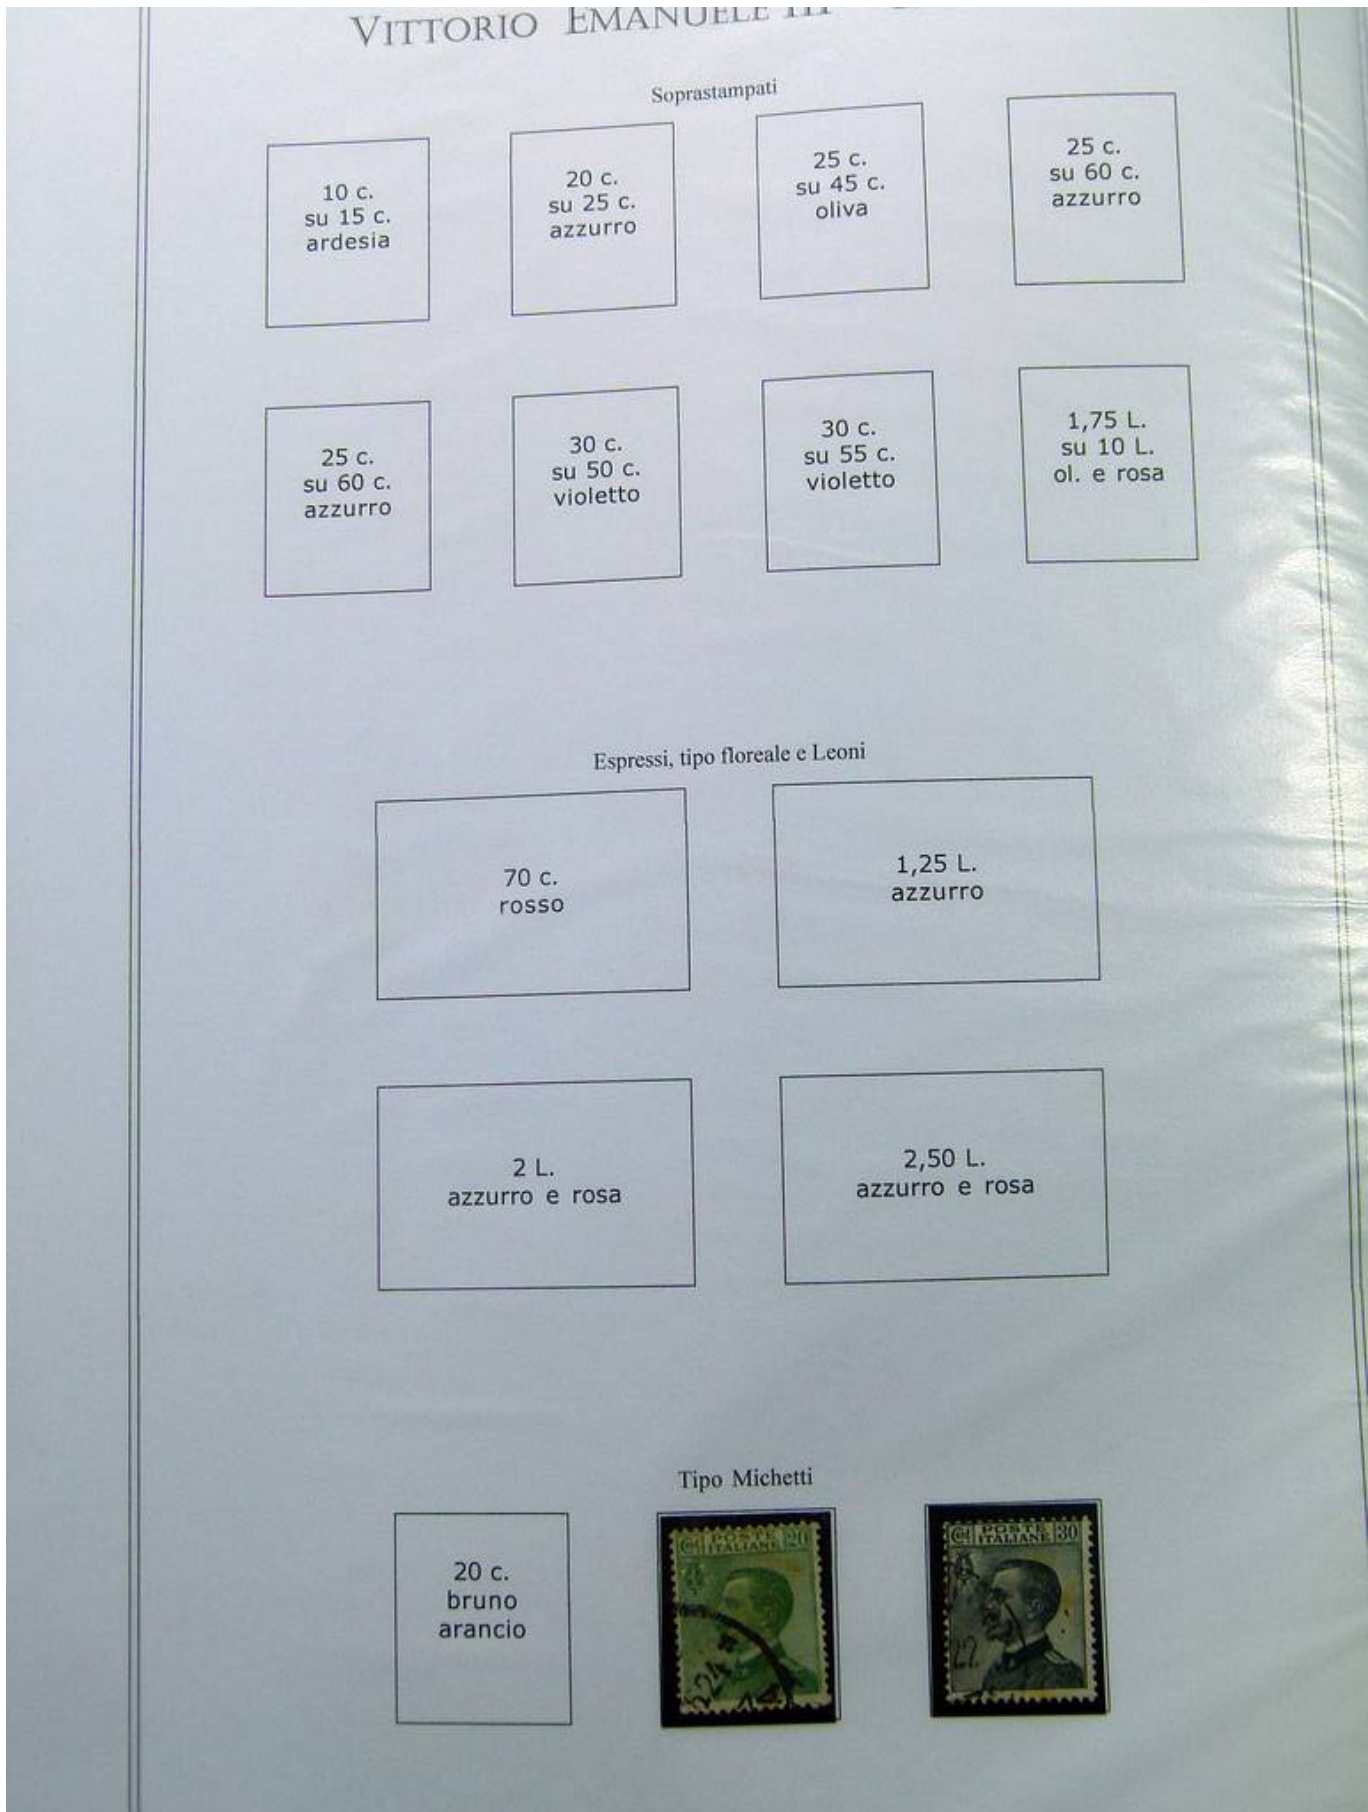 VITTORIO EMANUELE III
Soprastampati
10 c.
su 15 c.
ardesia
20 c.
su 25 c.
azzurro
25 c.
su 45 c.
oliva
25 c.
su 60 c.
azzurro
25 c.
su 60 c.
azzurro
30 c.
su 50 c.
violetto
30 c.
su 55 c.
violetto
1,75 L.
su 10 L.
ol. e rosa
Espressi, tipo floreale e Leoni
70 c.
rosso
1,25 L.
azzurro
2 L.
azzurro e rosa
2,50 L.
azzurro e rosa
Tipo Michetti
20 c.
bruno
arancio
POSTE
ITALIANE
20
POSTE
ITALIANE
30